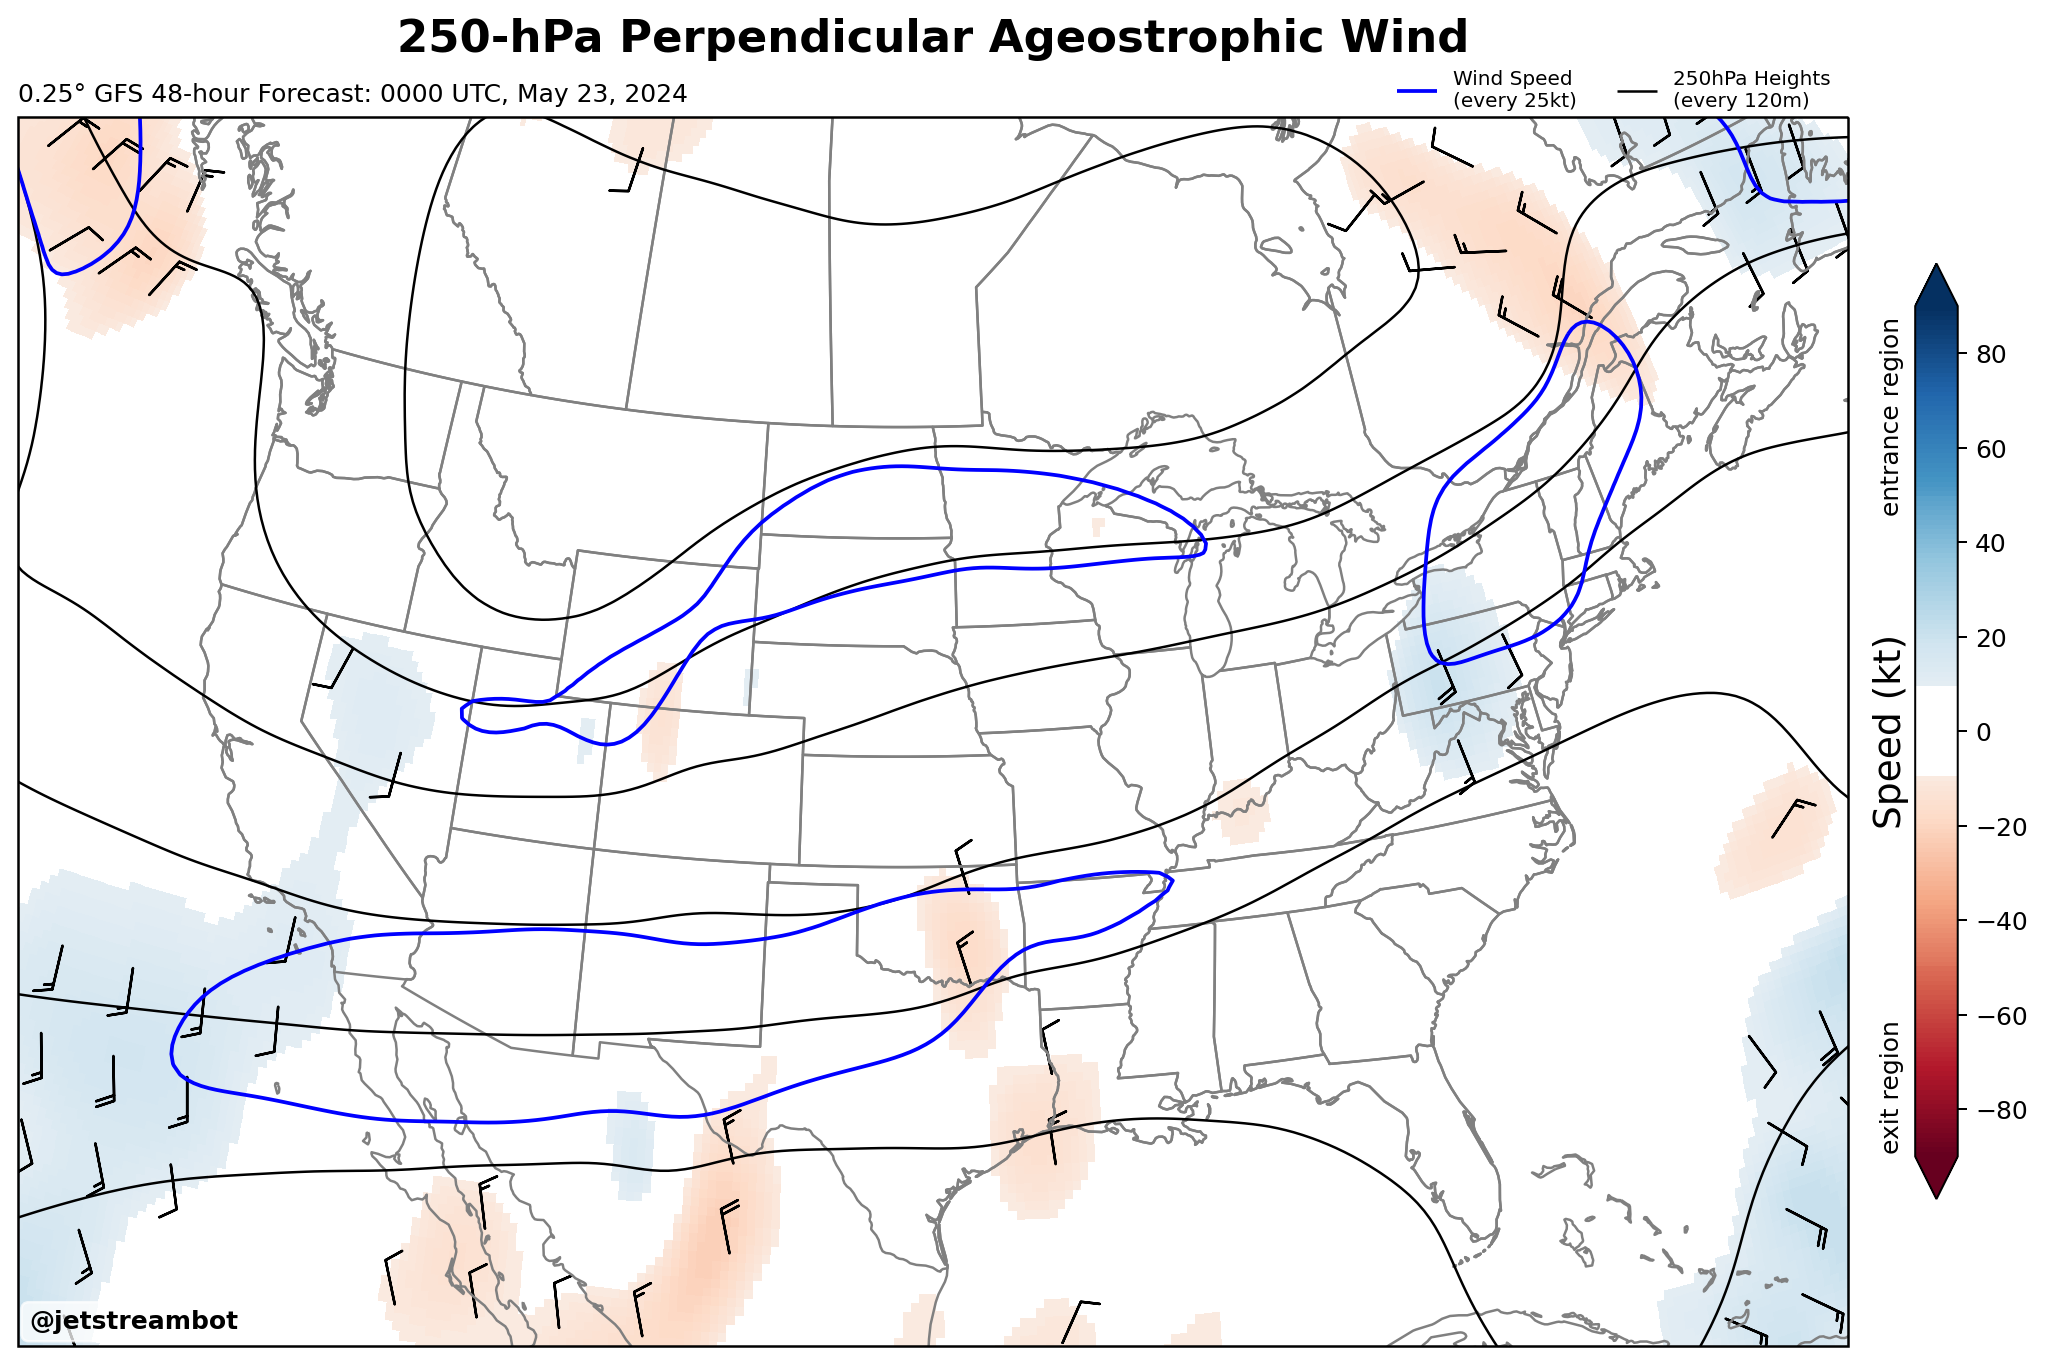 250-hPa Perpendicular Ageostrophic Wind
0.25° GFS 48-hour Forecast: 0000 UTC, May 23, 2024
Wind Speed
(every 25kt)
250hPa Heights
(every 120m)
entrance region
Speed (kt)
exit region
80
60
40
20
0
−20
−40
−60
−80
@jetstreambot